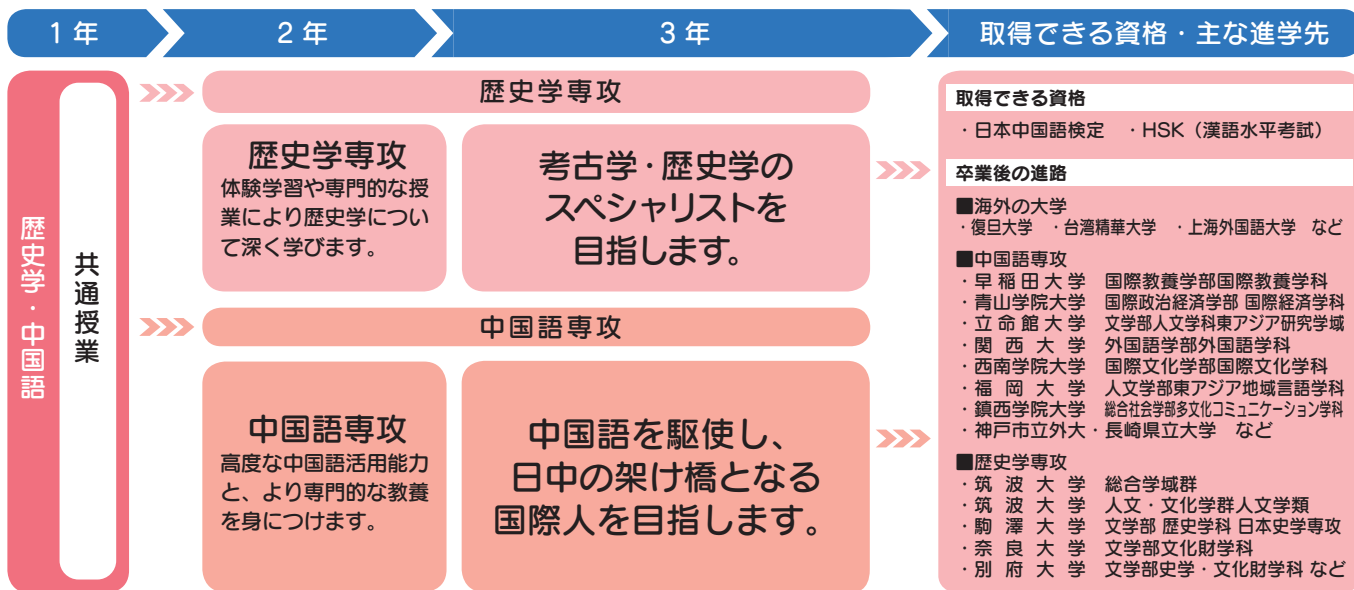 1年
2年
3年
取得できる資格・主な進学先
歴史学・中国語
共通授業
歴史学専攻
歴史学専攻
体験学習や専門的な授
業により歴史学につい
て深く学びます。
考古学・歴史学の
スペシャリストを
目指します。
中国語専攻
中国語専攻
高度な中国語活用能力
と、より専門的な教養
を身につけます。
中国語を駆使し、
日中の架け橋となる
国際人を目指します。
取得できる資格
・日本中国語検定 ・HSK（漢語水平考試）
卒業後の進路
■海外の大学
・復旦大学 ・台湾精華大学 ・上海外国語大学 など
■中国語専攻
・早稲田大学 国際教養学部国際教養学科
・青山学院大学 国際政治経済学部 国際経済学科
・立命館大学 文学部人文学科東アジア研究学域
・関西大学 外国語学部外国語学科
・西南学院大学 国際文化学部国際文化学科
・福岡大学 人文学部東アジア地域言語学科
・鎮西学院大学 総合社会学部多文化コミュニケーション学科
・神戸市立外大・長崎県立大学 など
■歴史学専攻
・筑波大学 総合学域群
・筑波大学 人文・文化学群人文学類
・駒澤大学 文学部 歴史学科 日本史学専攻
・奈良大学 文学部文化財学科
・別府大学 文学部史学・文化財学科 など